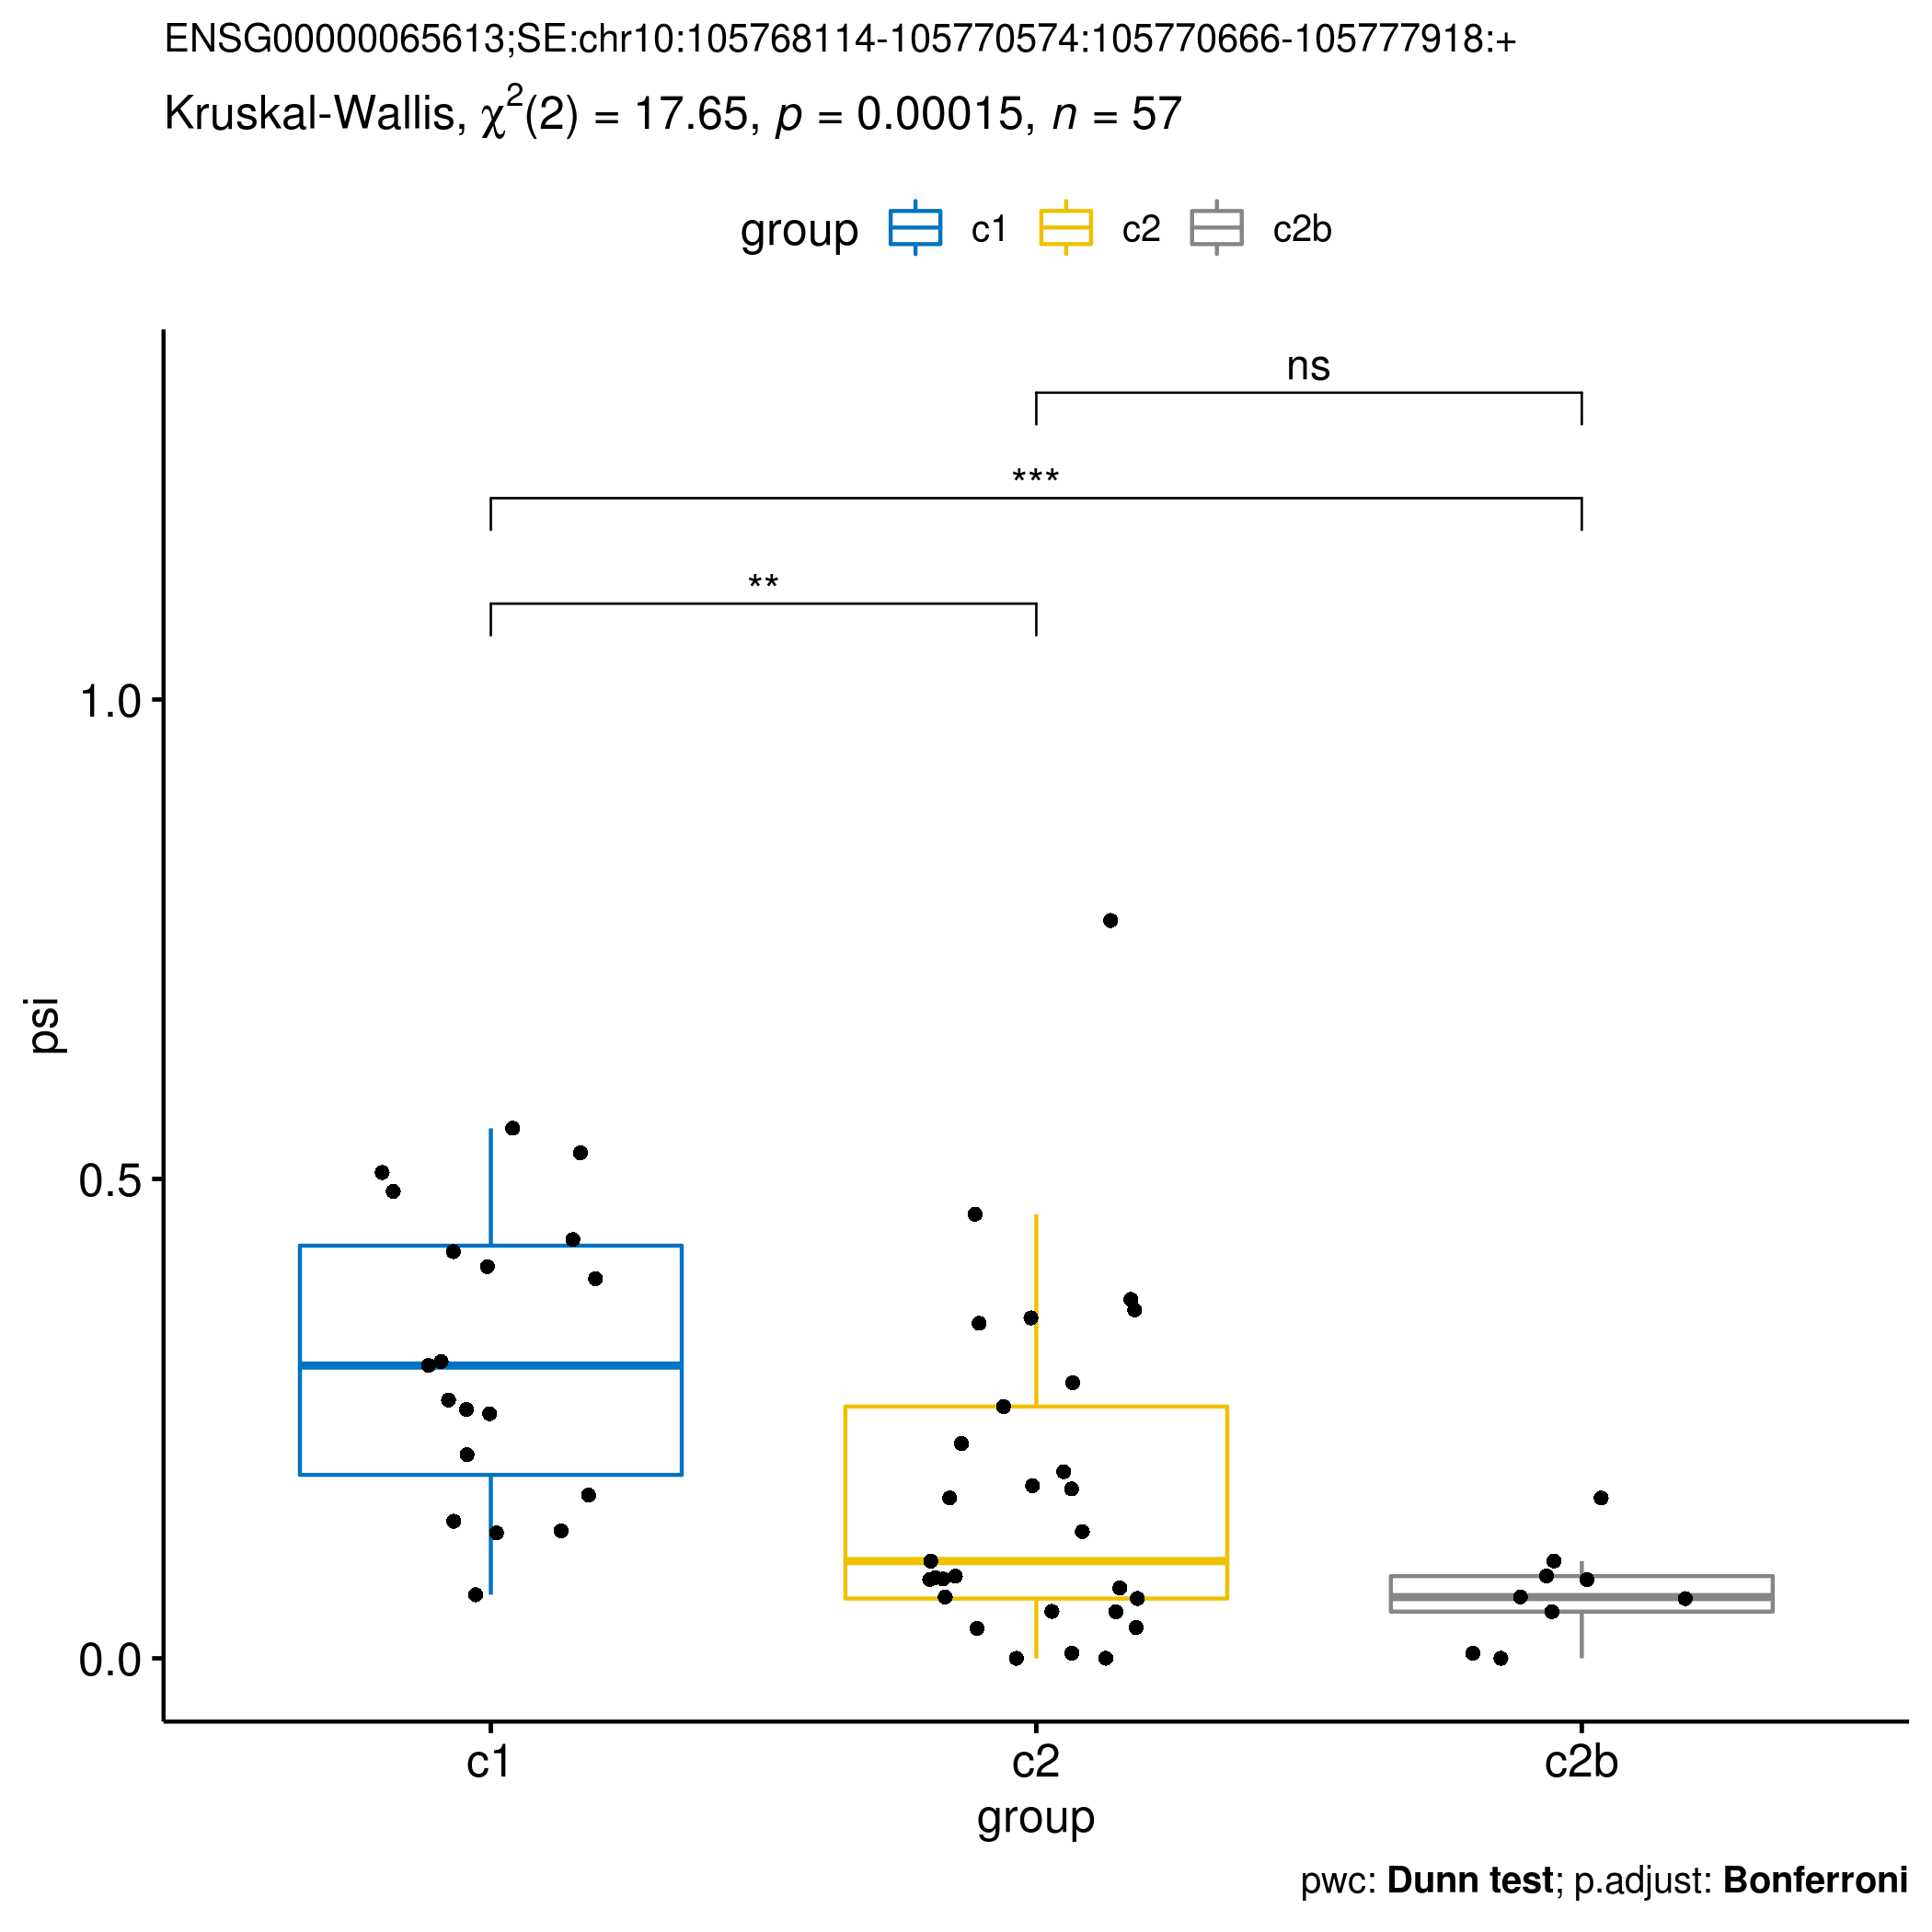 ENSG00000065613;SE:chr10:105768114-105770574:105770666-105777918:+
Kruskal-Wallis, χ²(2) = 17.65, p = 0.00015, n = 57
group c1 c2 c2b
ns
***
**
1.0
0.5
0.0
psi
c1 c2 c2b
group
pwc: Dunn test; p.adjust: Bonferroni